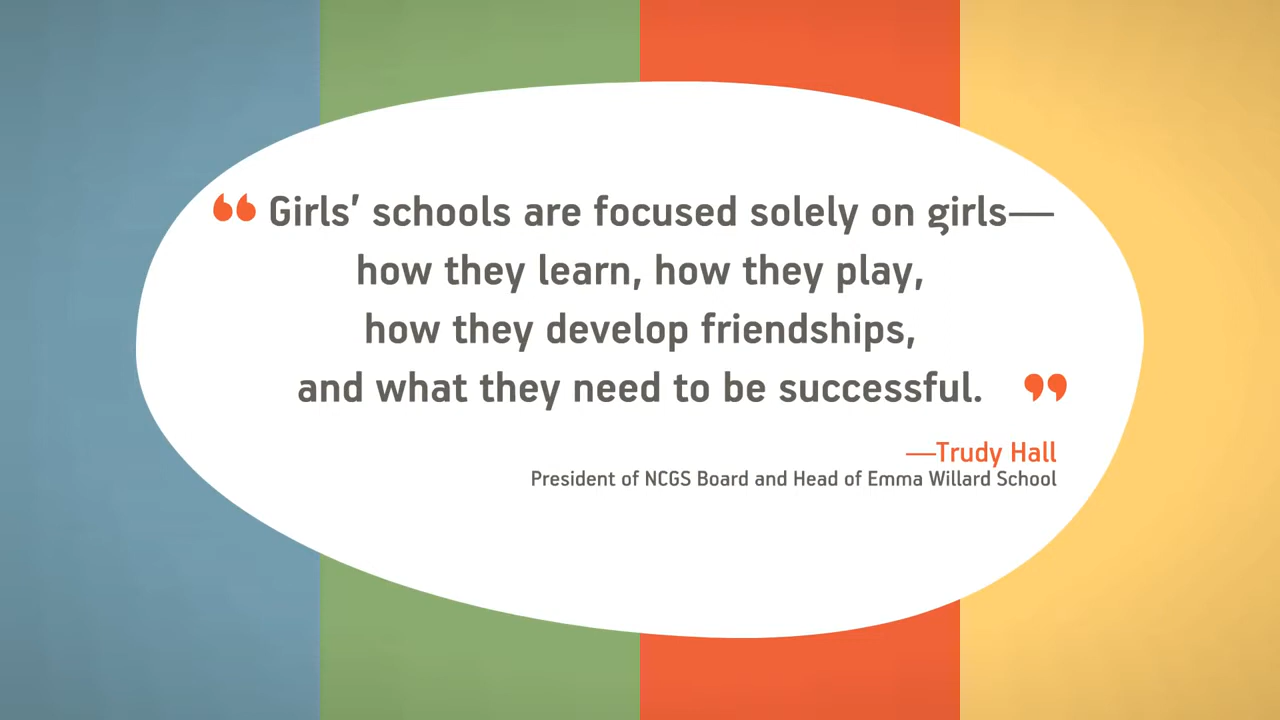 “Girls’ schools are focused solely on girls—
how they learn, how they play,
how they develop friendships,
and what they need to be successful.”
—Trudy Hall
President of NCGS Board and Head of Emma Willard School